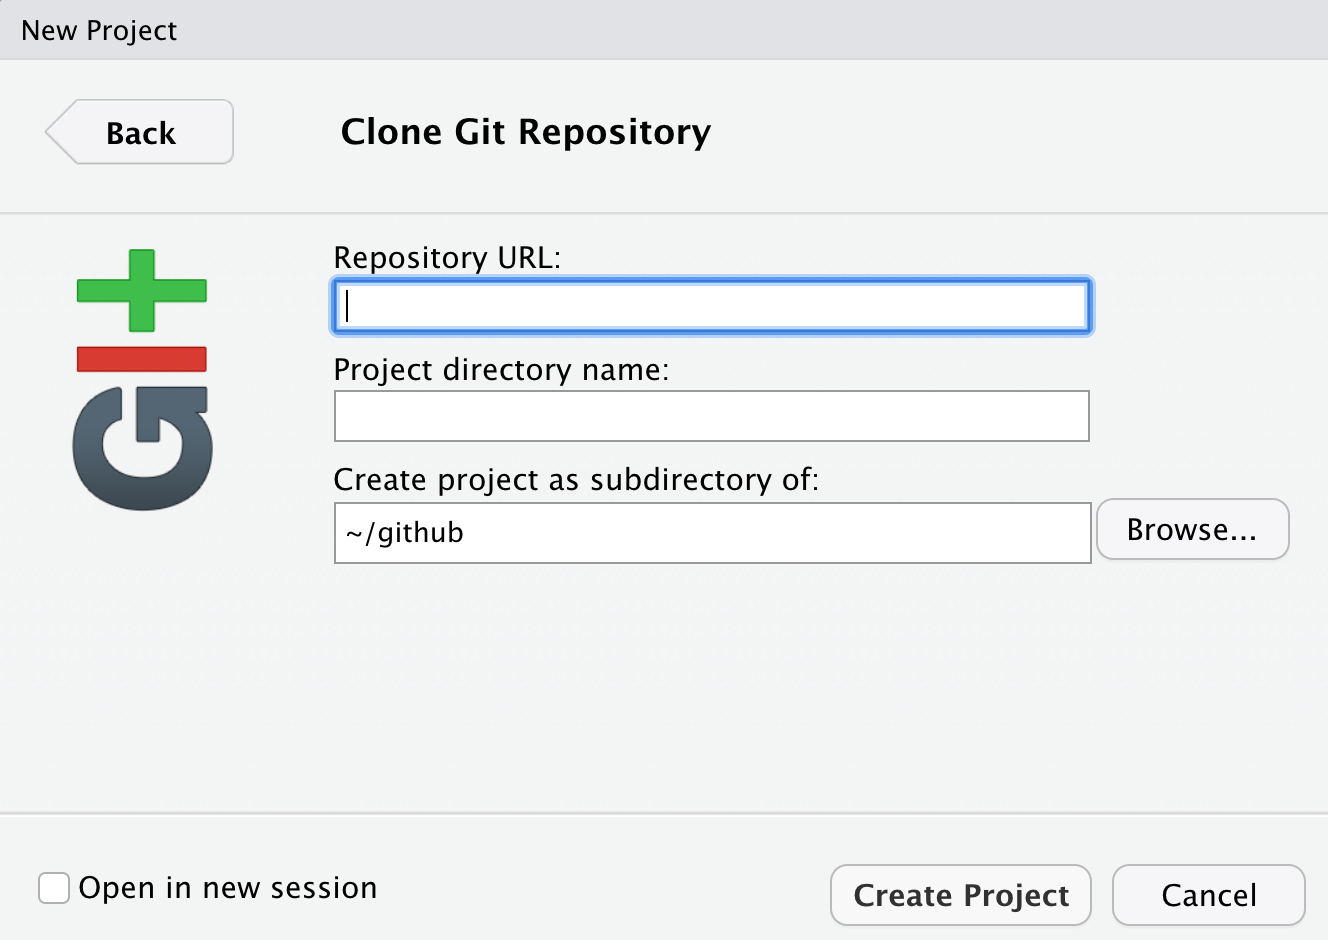 New Project
Back
Clone Git Repository
GIT
Repository URL:
Project directory name:
Create project as subdirectory of:
~/github
Browse...
Open in new session
Create Project
Cancel